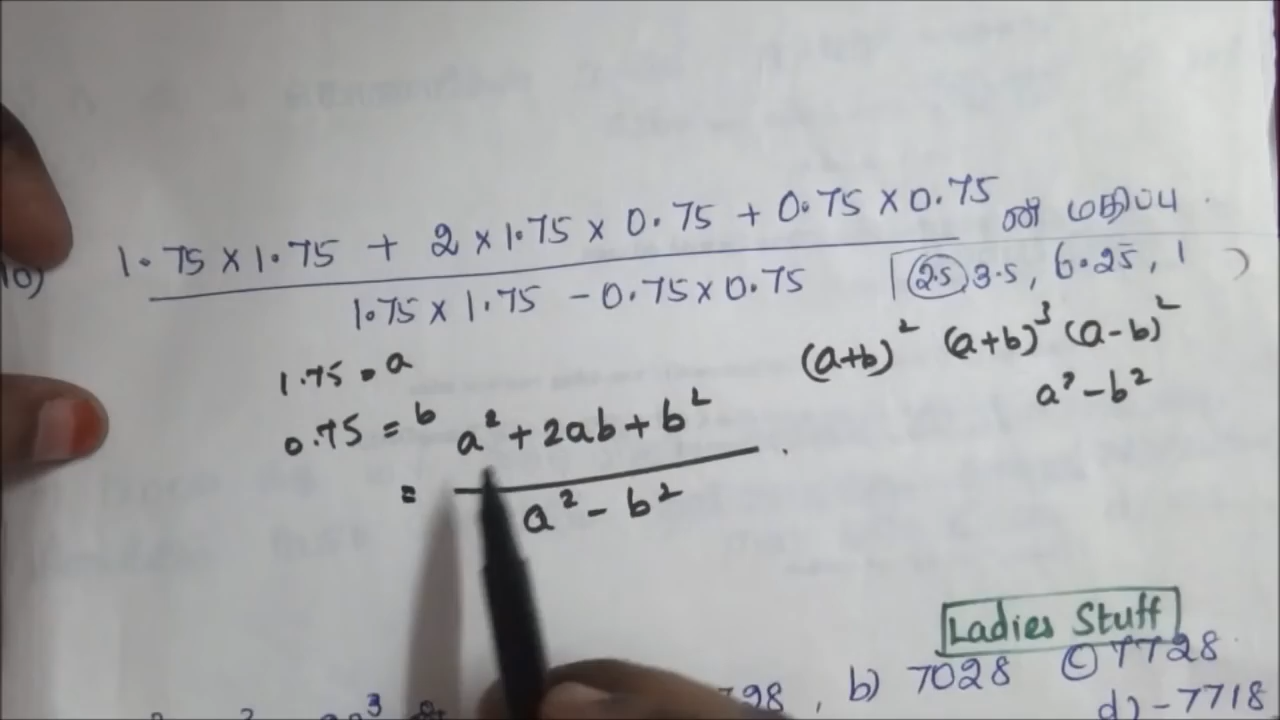 10) 1.75 × 1.75 + 2 × 1.75 × 0.75 + 0.75 × 0.75 ன் மதிப்பு.
1.75 × 1.75 - 0.75 × 0.75
2.5, 3.5, 6.25, 1
1.75 = a
(a+b)² (a+b)³ (a-b)²
a² - b²
0.75 = b
= a² + 2ab + b²
a² - b²
Ladies Stuff
b) 7028 c) 7728
d) -7718